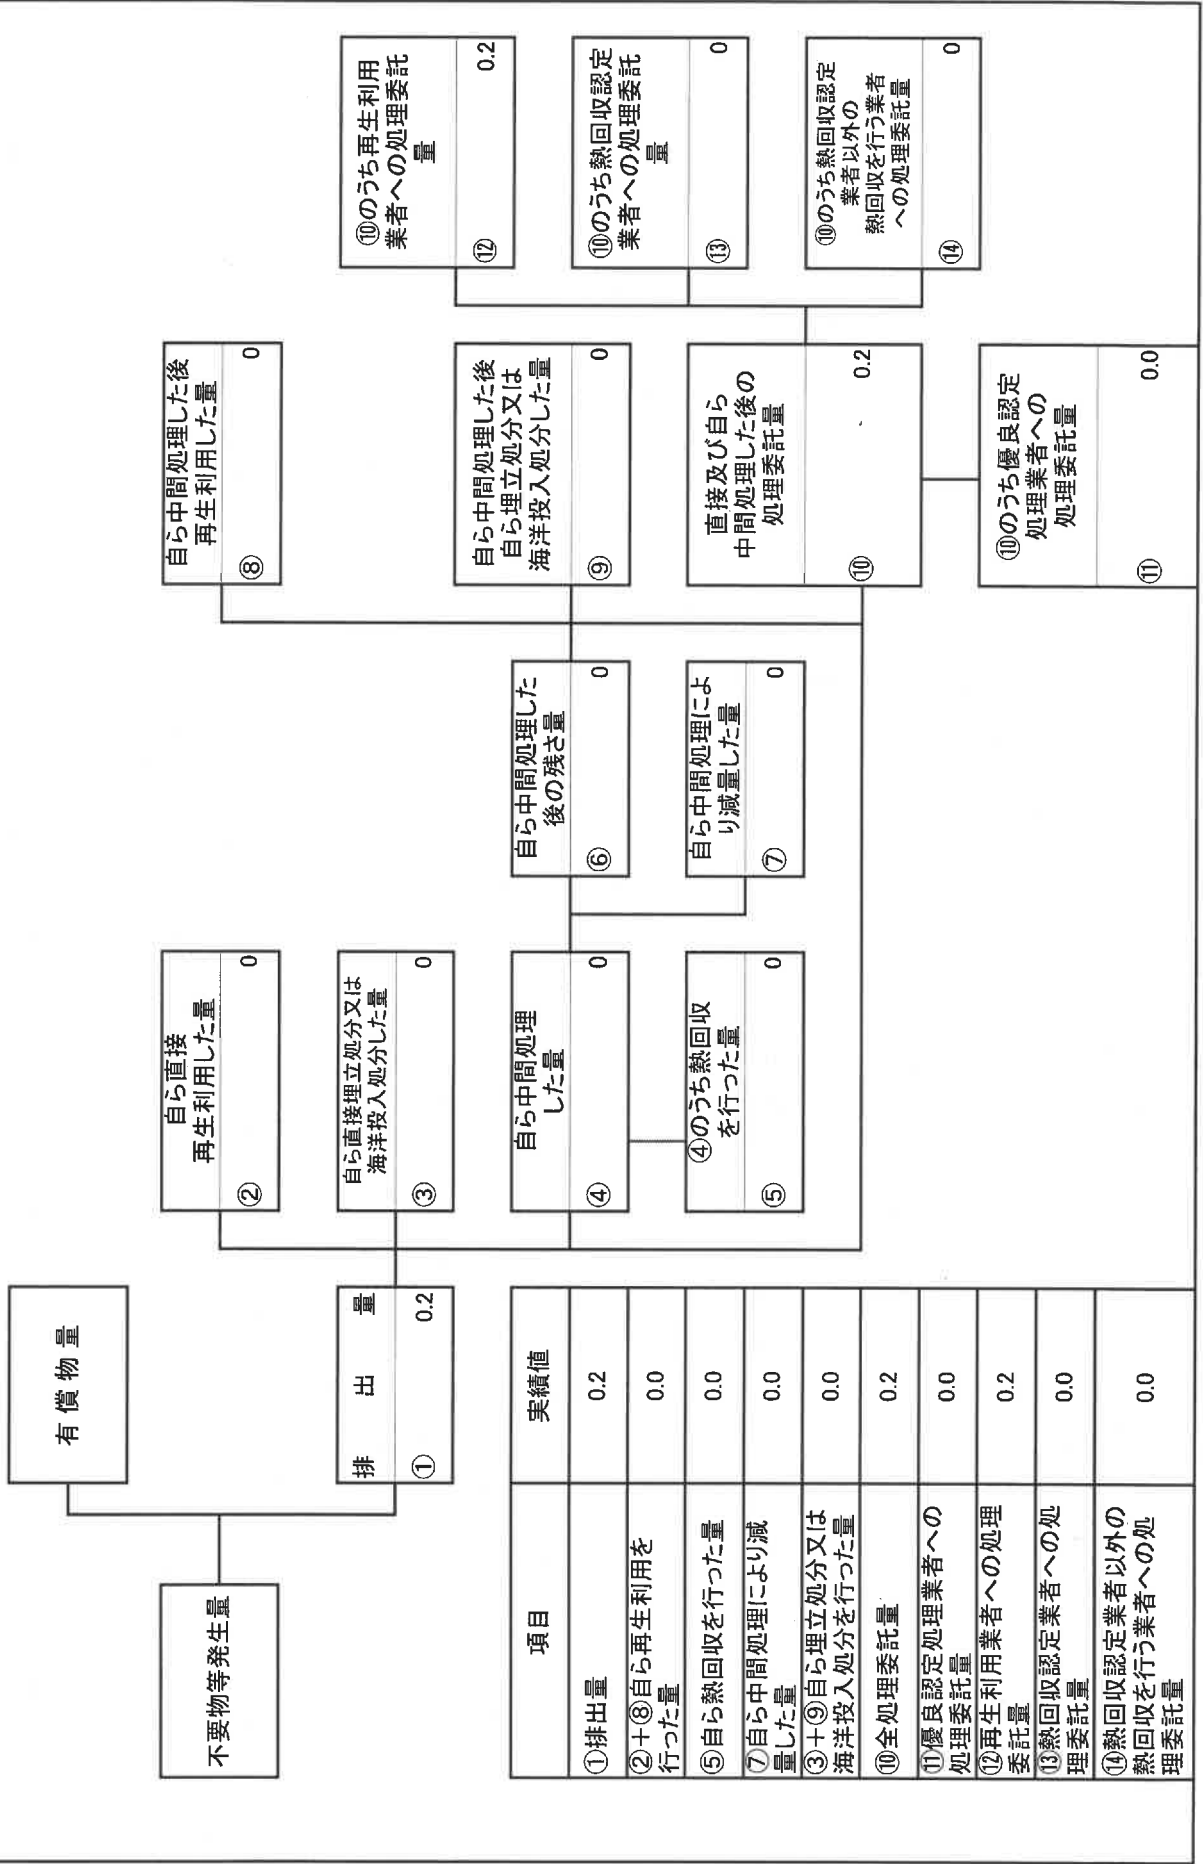 有償物量
不要物等発生量
排出量
① 0.2
自ら直接
再生利用した量
② 0
自ら直接埋立処分又は
海洋投入処分した量
③ 0
自ら中間処理
した量
④ 0
④のうち熱回収
を行った量
⑤ 0
自ら中間処理した
後の残さ量
⑥ 0
自ら中間処理によ
り減量した量
⑦ 0
自ら中間処理した後
再生利用した量
⑧ 0
自ら中間処理した後
自ら埋立処分又は
海洋投入処分した量
⑨ 0
直接及び自ら
中間処理した後の
処理委託量
⑩ 0.2
⑩のうち優良認定
処理業者への
処理委託量
⑪ 0.0
⑩のうち再生利用
業者への処理委託
量
⑫ 0.2
⑩のうち熱回収認定
業者への処理委託
量
⑬ 0
⑩のうち熱回収認定
業者以外の
熱回収を行う業者
への処理委託量
⑭ 0
項目 実績値
①排出量 0.2
②+⑧自ら再生利用を
行った量 0.0
⑤自ら熱回収を行った量 0.0
⑦自ら中間処理により減
量した量 0.0
③+⑨自ら埋立処分又は
海洋投入処分を行った量 0.0
⑩全処理委託量 0.2
⑪優良認定処理業者への
処理委託量 0.0
⑫再生利用業者への処理
委託量 0.2
⑬熱回収認定業者への処
理委託量 0.0
⑭熱回収認定業者以外の
熱回収を行う業者への処
理委託量 0.0